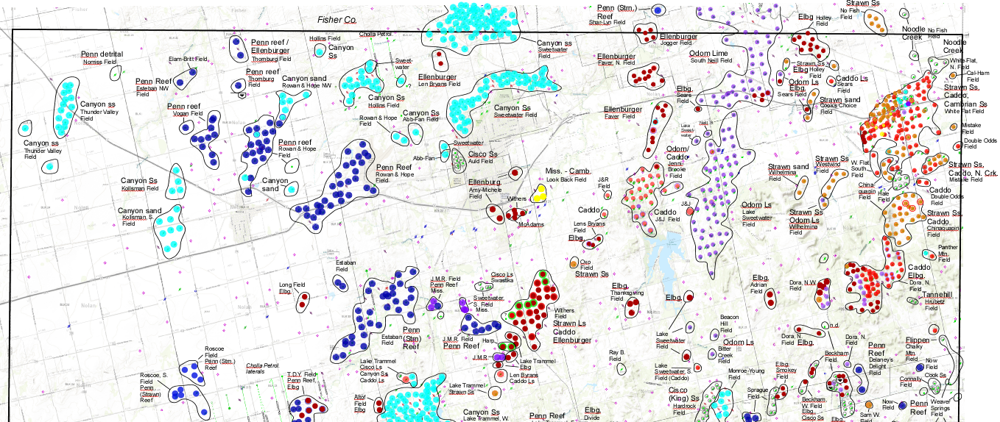 Fisher Co.
Penn (Strn.)
Reef
Shar-Lyn Field
Strawn Ss
No Fish
Field
Elbg
Holley
Field
Noodle
Creek
No Fish
Field
Noodle
Creek
Cholla Petrol.
Hollins Field
Canyon
Ss
Penn reef /
Ellenburger
Thomburg Field
Canyon ss
Sweetwater
Field
Ellenburger
Jogger Field
Odom Lime
South Neill Field
Penn detrital
Nomiss Field
Elam-Britt Field
Sweet-
water
Ellenburger
Len Bryans Field
Ellenburger
Faver, N. Field
Strawn Ss
Elbg Holley
Field
White Flat,
N. Field
Cal-Ham
Field
Penn Reef
Esteban NW
Field
Penn reef
Thomburg
Field
Canyon sand
Rowan & Hope NW
Caddo Ls
Sears
Field
Odom Ls
Elbg
Sears Field
Strawn Ss,
Caddo,
Cambrian Ss
White Flat Field
Canyon ss
Thunder Valley
Field
Penn reef
Vogan Field
Canyon Ss
Hollins Field
Canyon Ss
Sweetwater Field
Elbg
Sears
Field
Strawn sand
Cook's Choice
Field
Rowan & Hope
Field
Canyon Ss
Abb-Fan Field
Ellenburger
Faver Field
Neill, S.
Lake
Sweet-
water
Mistake
Field
Canyon ss
Thunder Valley
Field
Penn reef
Rowan & Hope
Field
Sweetwater
Double Odds
Field
Abb-Fan
Cisco Ss
Auld Field
Odom/
Caddo
Jenn-
Brooke
Field
Penn Reef
Rowan & Hope
Field
Miss. - Camb.
Look Back Field
Strawn sand
Wilhelmina
Field
Strawn Ss
Westwind
Field
W. Flat,
South
Field
Strawn Ss,
Caddo, N. Crk.
Mistake Field
Canyon Ss
Kollsman Field
Canyon
sand
Ellenburg.
Amy-Michele
Field
J&R
Field
China-
quapin
Field
Hale
Field
Caddo
Double Odds
Field
Withers
Canyon sand
Kollsman, S.
Field
McAdams
Caddo
Lens Bryans
Field
Caddo
J&J Field
J&J
Odom Ls
Lake
Sweetwater
Field
Strawn Ss
Odom Ls
Wilhelmina
Field
Strawn Ss,
Caddo
Chinaquapin
Field
Elbg.
Panther
Mtn.
Field
Estaban
Field
Oxo
Field
Strawn Ss
Caddo
Elbg.
Dora, N.
Field
Long Field
Elbg.
J.M.R. Field
Penn Reef
Miss.
Cisco Ls
Swastika
Elbg.
Thanksgiving
Field
Elbg.
Elbg.
Adrian
Field
Dora, N.W.
Field
Tannehill
Hrubetz
Field
Sweetwater,
S. Field
Miss.
Withers
Field
Strawn Ls
Caddo
Ellenburger
Beacon
Hill
Field
n.d.
Estaban
Field
Penn
(Strn)
Reef
J.M.R. Field
Penn Reef
Harp
Lake
Sweetwater
Field
Odom Ls
Bitter
Creek
Field
Dora, N.
Field
Elbg.
Dora, N.
Field
Penn
Reef
Delaney's
Delight
Field
Flippen
Chalky
Mtn.
Field
Roscoe
Field
Penn (Strn.)
Reef
Cholla Petrol
laterals
J.M.R.
Ray B.
Field
Beckham
Field
Now
Field
Lake Trammel
Cisco Ls
Canyon Ss
Caddo Ls
Lake Trammel
Elbg
Len Byrans
Caddo Ls
Lake
Sweetwater, S.
Field (Caddo)
Monroe-Young
Field
Elbg.
Smokey
Field
Connally
Field
Cook Ss
Roscoe, S.
Field
Penn
(Strawn)
Reef
T.D.Y. Field
Penn Reef,
Elbg
Lake Trammel
Strawn Ss
Cisco
(King) Ss
Hardrock
Field
Sprague
Field
Altof
Field
Elbg
Beckham,
W. Field
Elbg.
Cisco Ss
Elbg
Sam W.
Field
Now
Field
Penn
Reef
Weaver
Springs
Field
Canyon Ss
Lake Trammel, W.
Penn Reef
Elbg.
Divide